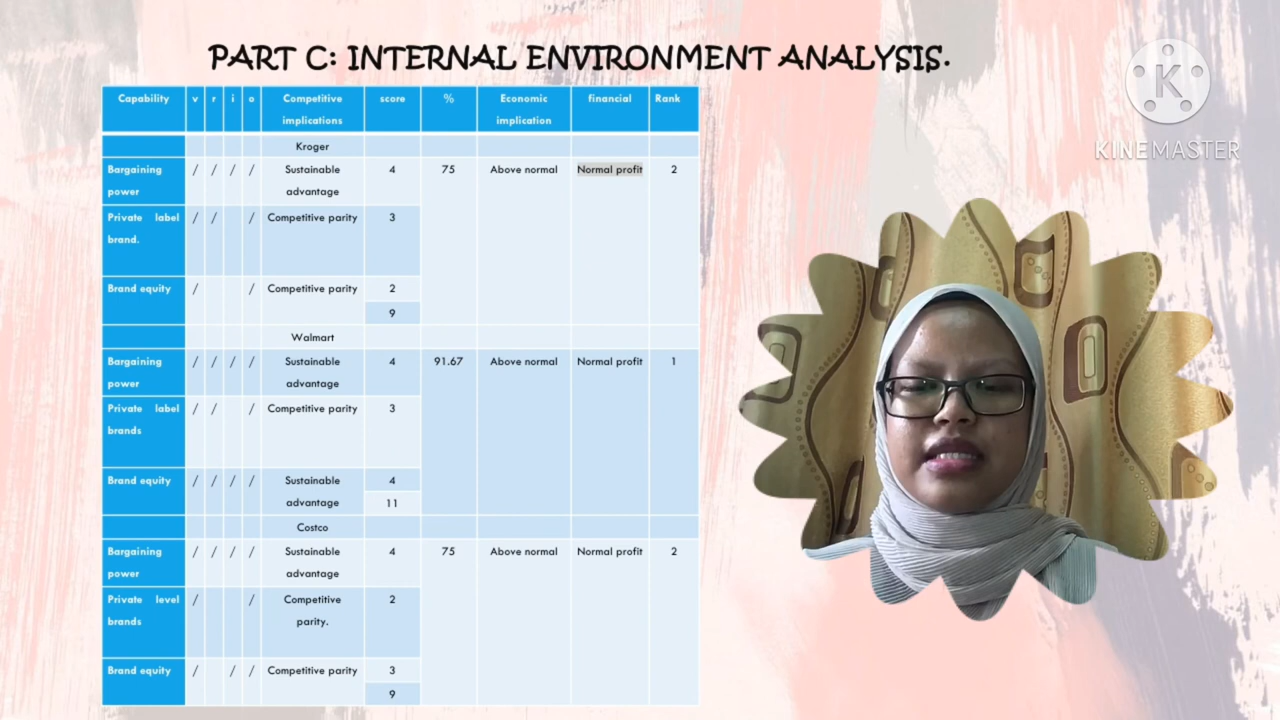 PART C: INTERNAL ENVIRONMENT ANALYSIS.
K
KINEMASTER
Capability v r i o Competitive score % Economic financial Rank
implications implication
Kroger
Bargaining / / / / Sustainable 4 75 Above normal Normal profit 2
power advantage
Private label / / / Competitive parity 3
brand.
Brand equity / / Competitive parity 2
9
Walmart
Bargaining / / / / Sustainable 4 91.67 Above normal Normal profit 1
power advantage
Private label / / / Competitive parity 3
brands
Brand equity / / / / Sustainable 4
advantage 11
Costco
Bargaining / / / / Sustainable 4 75 Above normal Normal profit 2
power advantage
Private level / / Competitive 2
brands parity.
Brand equity / / / Competitive parity 3
9